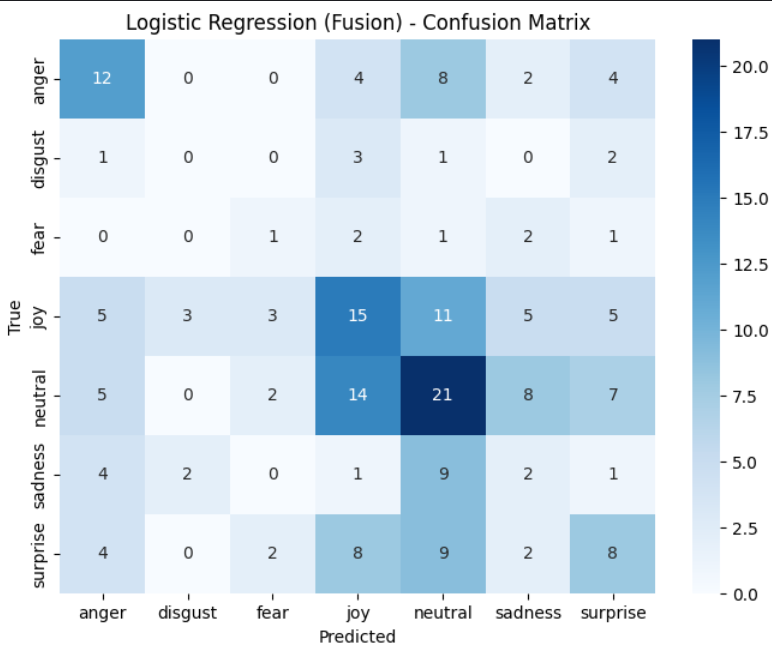 Logistic Regression (Fusion) - Confusion Matrix
anger 12 0 0 4 8 2 4
disgust 1 0 0 3 1 0 2
fear 0 0 1 2 1 2 1
joy 5 3 3 15 11 5 5
neutral 5 0 2 14 21 8 7
sadness 4 2 0 1 9 2 1
surprise 4 0 2 8 9 2 8
anger disgust fear joy neutral sadness surprise
Predicted
True
20.0
17.5
15.0
12.5
10.0
7.5
5.0
2.5
0.0